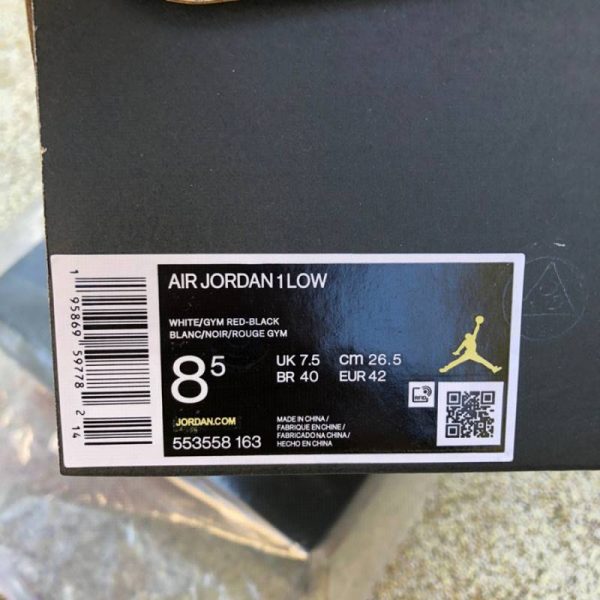 AIR JORDAN 1 LOW
WHITE/GYM RED-BLACK
BLANC/NOIR/ROUGE GYM
8 5
UK 7.5 cm 26.5
BR 40 EUR 42
RFID
JORDAN.COM
553558 163
MADE IN CHINA /
FABRIQUE EN CHINE /
FABRICADO NA CHINA /
HECHO EN CHINA
1 95869 59778 2 14